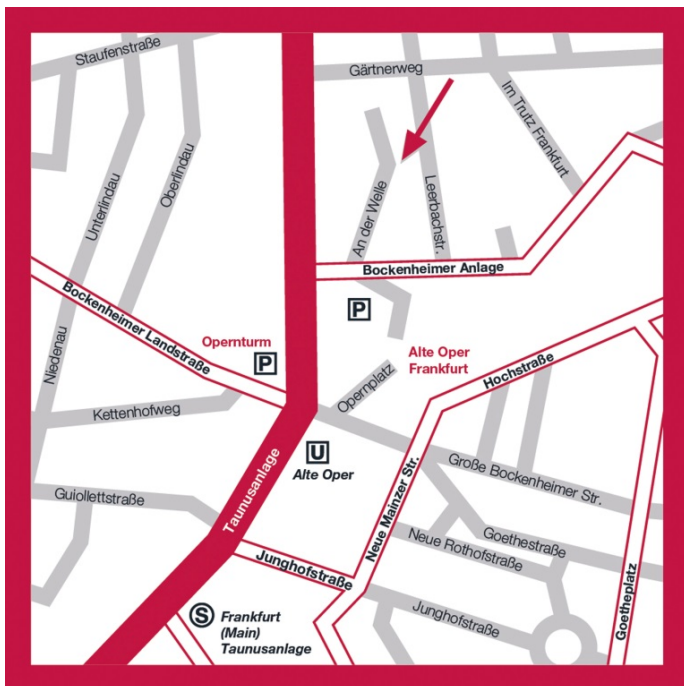 Staufenstraße
Gärtnerweg
Im Trutz Frankfurt
Unterlindau
Oberlindau
An der Welle
Leerbachstr.
Bockenheimer Anlage
Bockenheimer Landstraße
P
Opernturm
P
Alte Oper
Frankfurt
Hochstraße
Niedenau
Kettenhofweg
Opernplatz
U
Alte Oper
Taunusanlage
Neue Mainzer Str.
Große Bockenheimer Str.
Guiollettstraße
Goethestraße
Neue Rothofstraße
Junghofstraße
Goetheplatz
S
Frankfurt
(Main)
Taunusanlage
Junghofstraße